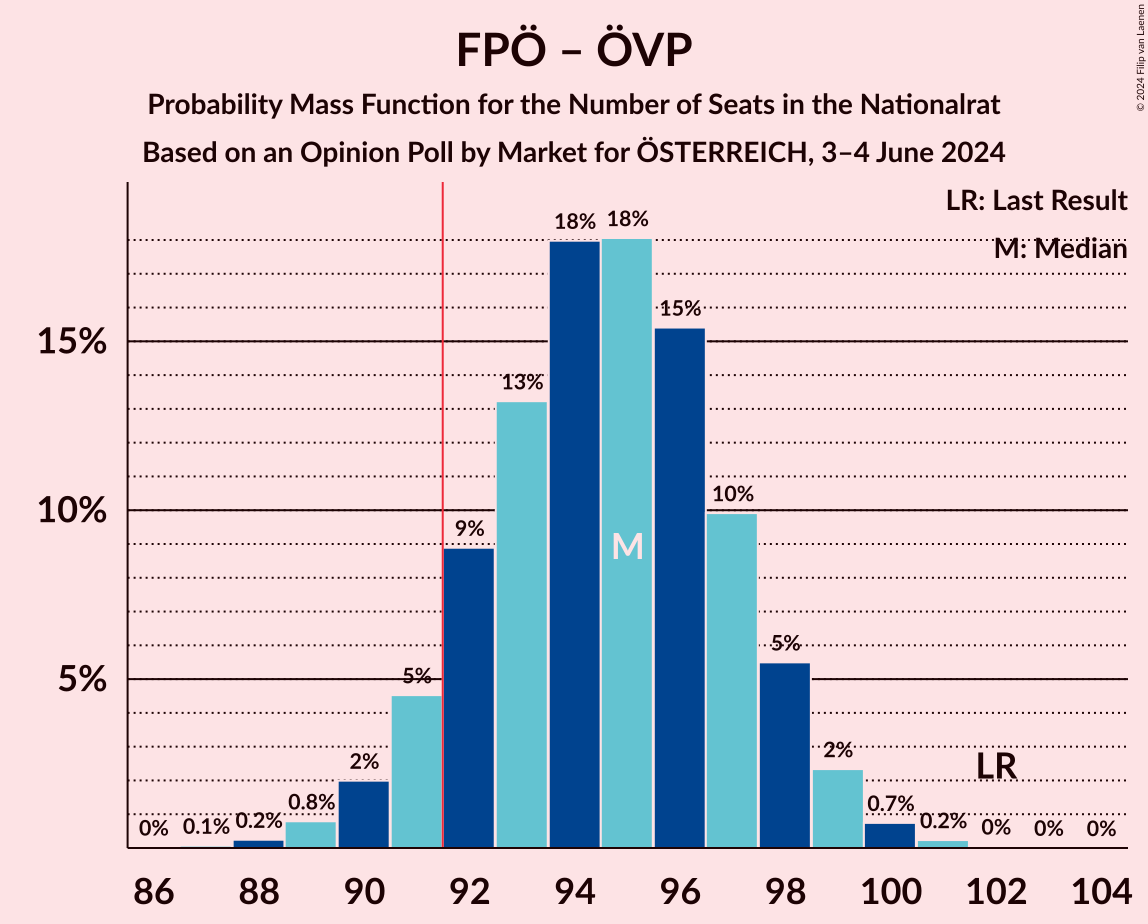 FPÖ – ÖVP
Probability Mass Function for the Number of Seats in the Nationalrat
Based on an Opinion Poll by Market for ÖSTERREICH, 3–4 June 2024
© 2024 Filip van Laenen
LR: Last Result
M: Median
18% 18%
15%
15%
13%
10%
10%
9%
M
5%
5%
5%
2%
2%
LR
0% 0.1% 0.2% 0.8% 0.7% 0.2% 0% 0% 0%
86 88 90 92 94 96 98 100 102 104